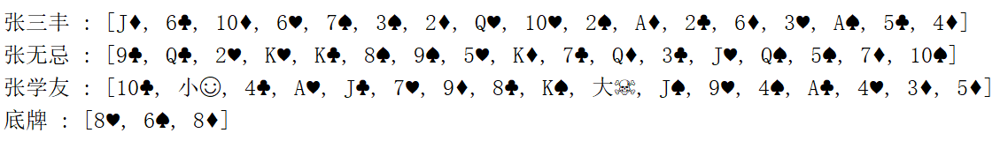 张三丰 : [J♦, 6♣, 10♦, 6♥, 7♠, 3♠, 2♦, Q♥, 10♥, 2♠, A♦, 2♣, 6♦, 3♥, A♠, 5♣, 4♦]
张无忌 : [9♣, Q♣, 2♥, K♥, K♣, 8♠, 9♠, 5♥, K♦, 7♣, Q♦, 3♣, J♥, Q♠, 5♠, 7♦, 10♠]
张学友 : [10♣, 小☺, 4♣, A♥, J♣, 7♥, 9♦, 8♣, K♠, 大☠, J♠, 9♥, 4♠, A♣, 4♥, 3♦, 5♦]
底牌 : [8♥, 6♠, 8♦]